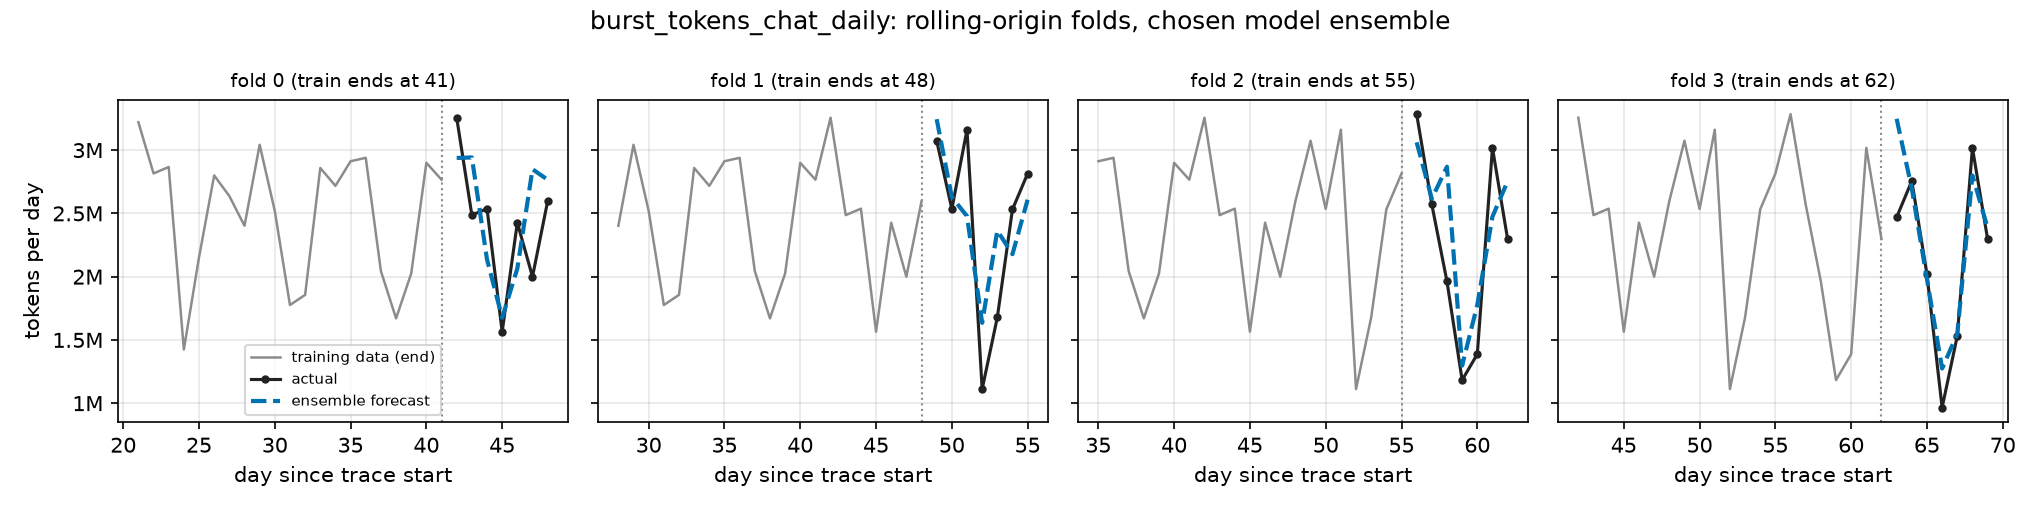 burst_tokens_chat_daily: rolling-origin folds, chosen model ensemble
fold 0 (train ends at 41)
fold 1 (train ends at 48)
fold 2 (train ends at 55)
fold 3 (train ends at 62)
tokens per day
3M
2.5M
2M
1.5M
1M
training data (end)
actual
ensemble forecast
20 25 30 35 40 45
30 35 40 45 50 55
35 40 45 50 55 60
45 50 55 60 65 70
day since trace start
day since trace start
day since trace start
day since trace start